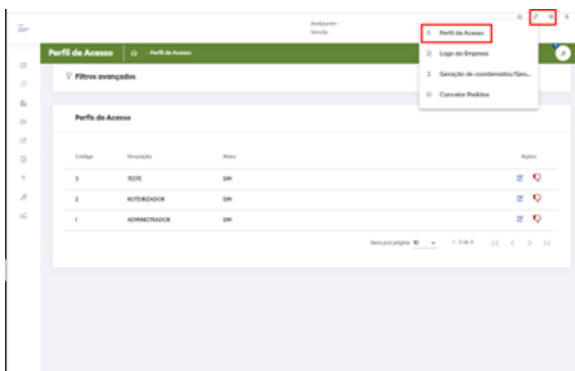 Ambiente:
Venda
Perfil de Acesso
Logo da Empresa
Geração de coordenadas/Geo...
Cancelar Pedidos
Perfil de Acesso
- Perfil de Acesso
Filtros avançados
Perfis de Acesso
Código Descrição Ativo Ações
3 TESTE SIM
2 ROTEIRIZADOR SIM
1 ADMINISTRADOR SIM
Itens por página 10 1 - 3 de 3